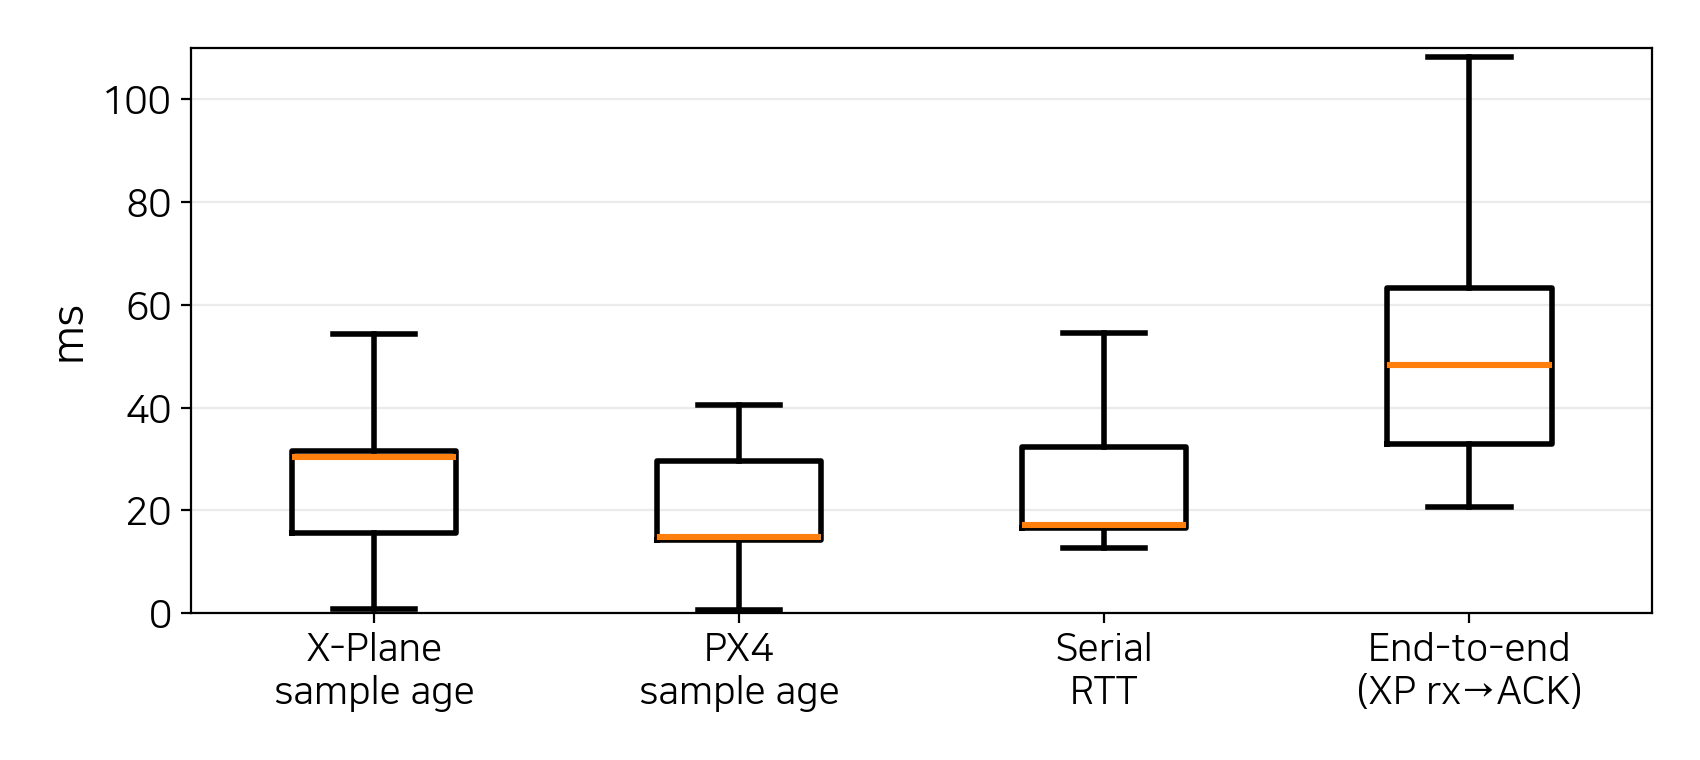 ms
100
80
60
40
20
0
X-Plane
sample age
PX4
sample age
Serial
RTT
End-to-end
(XP rx→ACK)